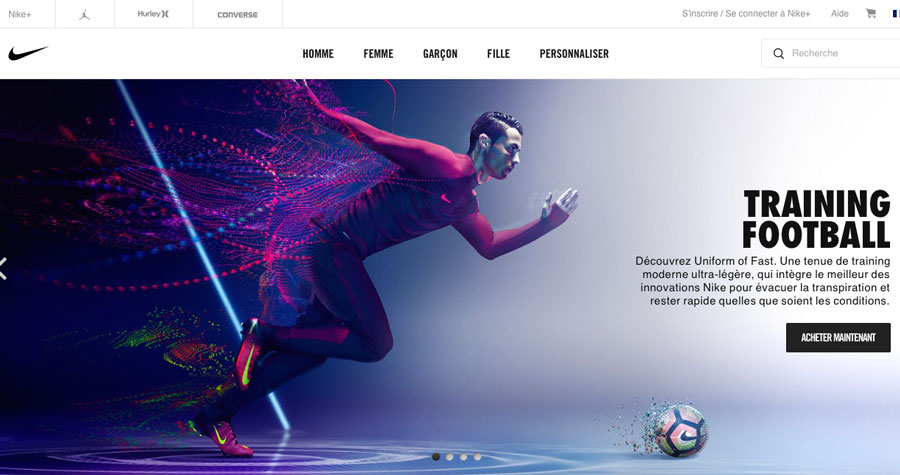 Nike+
Hurley
CONVERSE
S'inscrire / Se connecter à Nike+
Aide
HOMME
FEMME
GARÇON
FILLE
PERSONNALISER
Recherche
TRAINING
FOOTBALL
Découvrez Uniform of Fast. Une tenue de training
moderne ultra-légère, qui intègre le meilleur des
innovations Nike pour évacuer la transpiration et
rester rapide quelles que soient les conditions.
ACHETER MAINTENANT